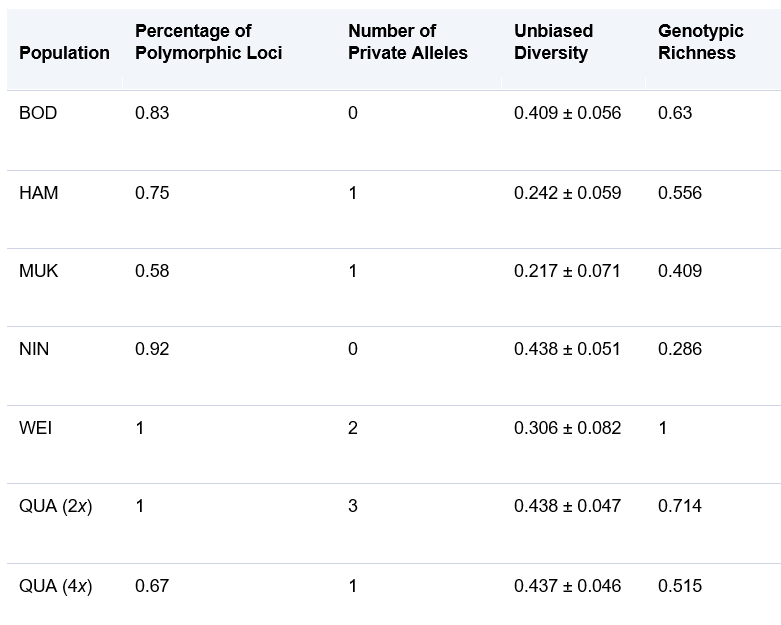 Population Percentage of Polymorphic Loci Number of Private Alleles Unbiased Diversity Genotypic Richness
BOD 0.83 0 0.409 ± 0.056 0.63
HAM 0.75 1 0.242 ± 0.059 0.556
MUK 0.58 1 0.217 ± 0.071 0.409
NIN 0.92 0 0.438 ± 0.051 0.286
WEI 1 2 0.306 ± 0.082 1
QUA (2x) 1 3 0.438 ± 0.047 0.714
QUA (4x) 0.67 1 0.437 ± 0.046 0.515